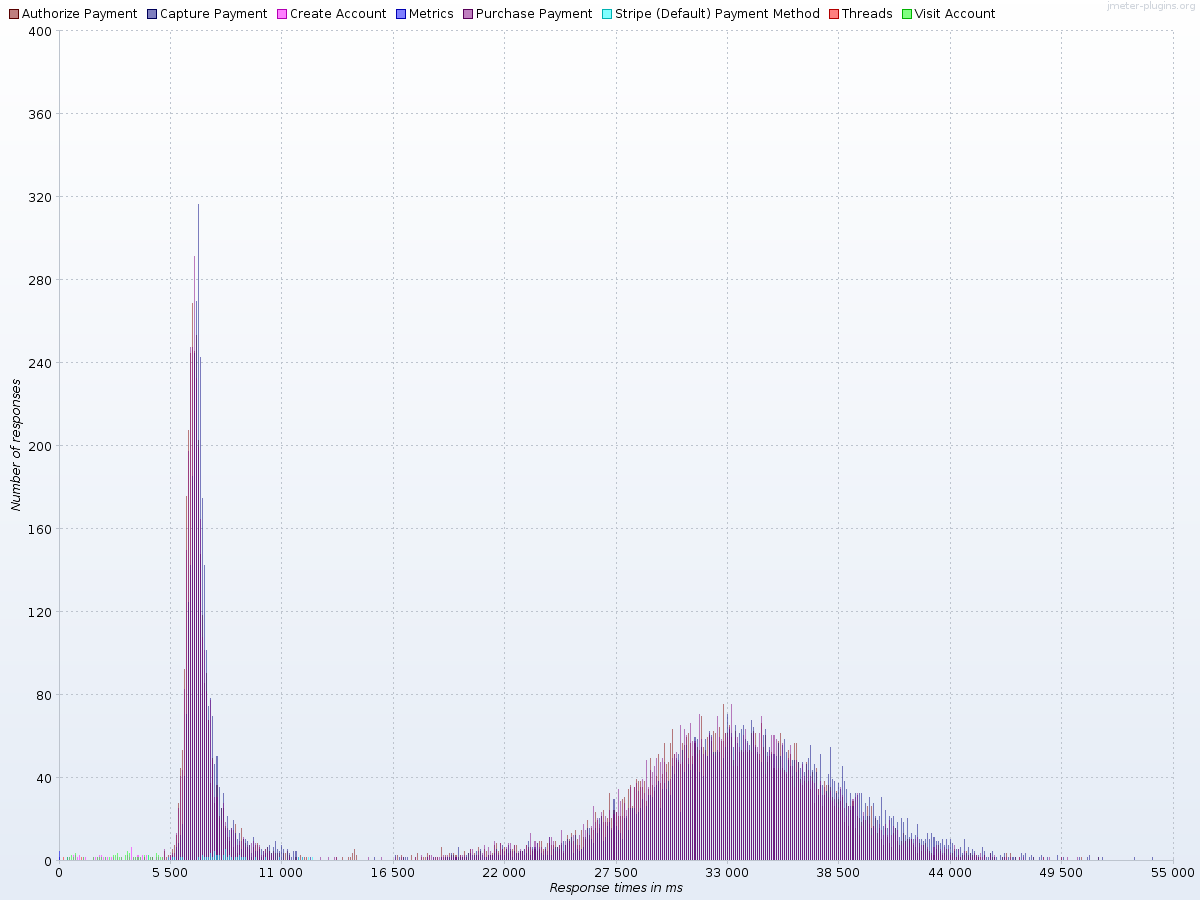 jmeter-plugins.org
Authorize Payment Capture Payment Create Account Metrics Purchase Payment Stripe (Default) Payment Method Threads Visit Account
400
360
320
280
240
200
160
120
80
40
0
Number of responses
0 5 500 11 000 16 500 22 000 27 500 33 000 38 500 44 000 49 500 55 000
Response times in ms